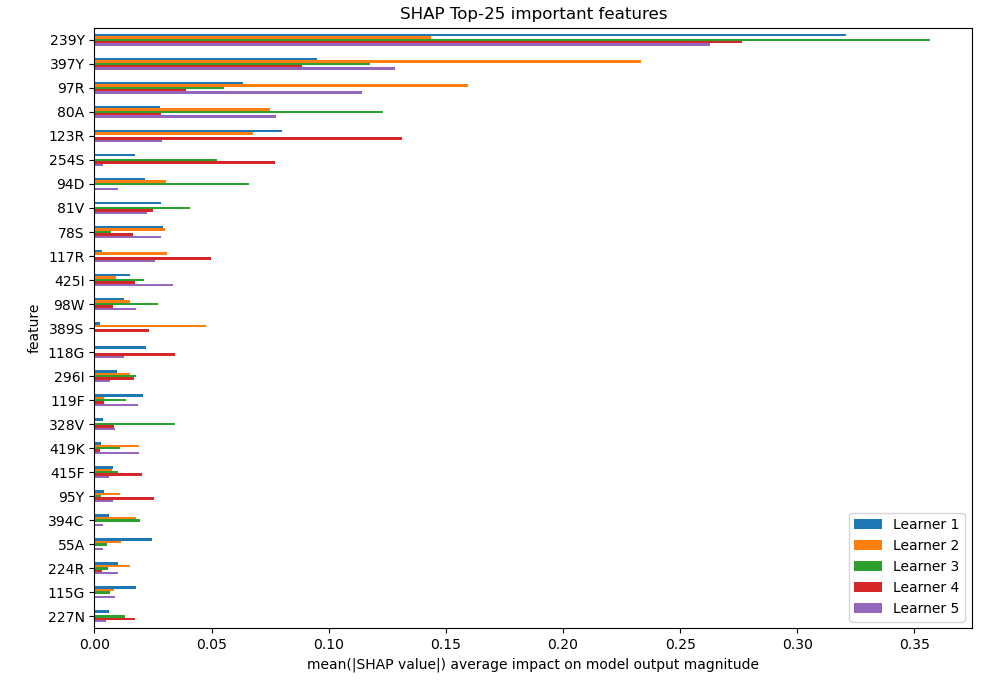 SHAP Top-25 important features
239Y
397Y
97R
80A
123R
254S
94D
81V
78S
117R
425I
98W
389S
118G
296I
119F
328V
419K
415F
95Y
394C
55A
224R
115G
227N
feature
Learner 1
Learner 2
Learner 3
Learner 4
Learner 5
0.00 0.05 0.10 0.15 0.20 0.25 0.30 0.35
mean(|SHAP value|) average impact on model output magnitude